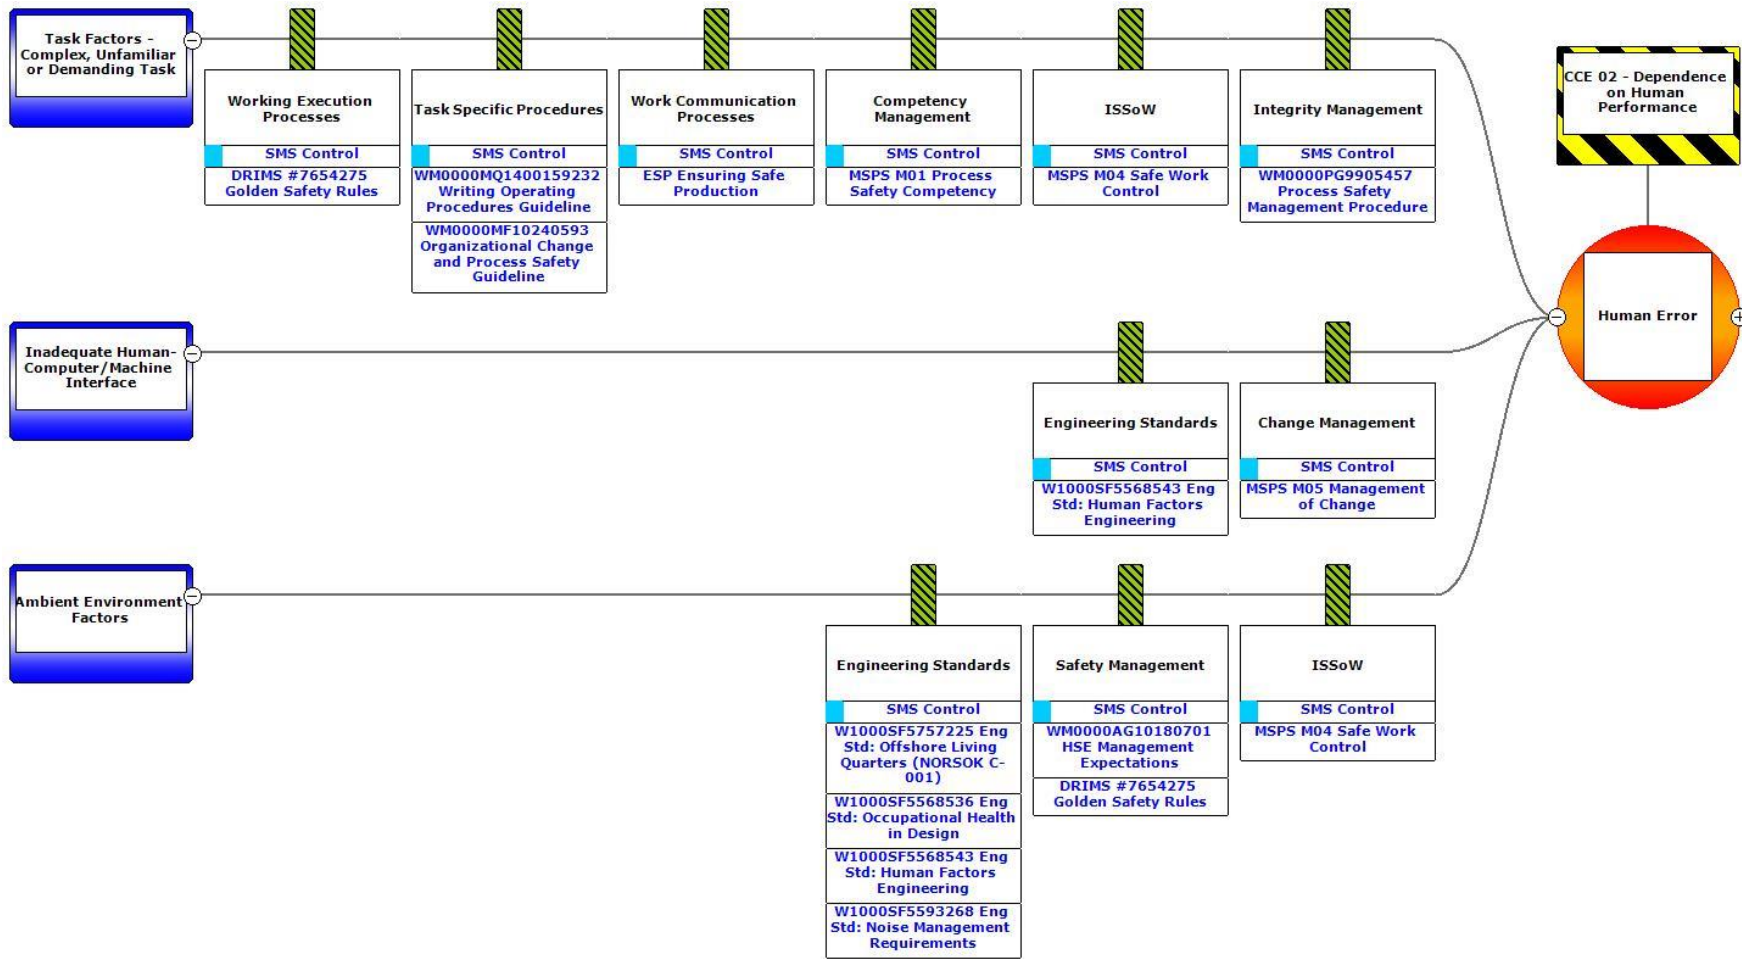 Task Factors -
Complex, Unfamiliar
or Demanding Task
Working Execution
Processes
SMS Control
DRIMS #7654275
Golden Safety Rules
Task Specific Procedures
SMS Control
WM0000MQ1400159232
Writing Operating
Procedures Guideline
WM0000MF10240593
Organizational Change
and Process Safety
Guideline
Work Communication
Processes
SMS Control
ESP Ensuring Safe
Production
Competency
Management
SMS Control
MSPS M01 Process
Safety Competency
ISSoW
SMS Control
MSPS M04 Safe Work
Control
Integrity Management
SMS Control
WM0000PG9905457
Process Safety
Management Procedure
CCE 02 - Dependence
on Human
Performance
Human Error
Inadequate Human-
Computer/Machine
Interface
Engineering Standards
SMS Control
W1000SF5568543 Eng
Std: Human Factors
Engineering
Change Management
SMS Control
MSPS M05 Management
of Change
Ambient Environment
Factors
Engineering Standards
SMS Control
W1000SF5757225 Eng
Std: Offshore Living
Quarters (NORSOK C-
001)
W1000SF5568536 Eng
Std: Occupational Health
in Design
W1000SF5568543 Eng
Std: Human Factors
Engineering
W1000SF5593268 Eng
Std: Noise Management
Requirements
Safety Management
SMS Control
WM0000AG10180701
HSE Management
Expectations
DRIMS #7654275
Golden Safety Rules
ISSoW
SMS Control
MSPS M04 Safe Work
Control